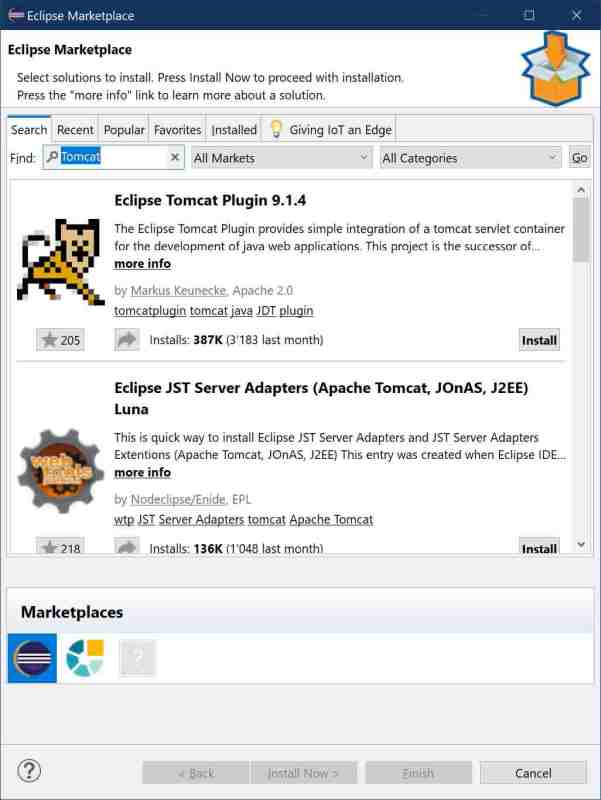 Eclipse Marketplace
Eclipse Marketplace
Select solutions to install. Press Install Now to proceed with installation.
Press the "more info" link to learn more about a solution.
Search Recent Popular Favorites Installed Giving IoT an Edge
Find: Tomcat All Markets All Categories Go
Eclipse Tomcat Plugin 9.1.4
The Eclipse Tomcat Plugin provides simple integration of a tomcat servlet container
for the development of java web applications. This project is the successor of...
more info
by Markus Keunecke, Apache 2.0
tomcatplugin tomcat java JDT plugin
205 Installs: 387K (3'183 last month) Install
Eclipse JST Server Adapters (Apache Tomcat, JOnAS, J2EE)
Luna
This is quick way to install Eclipse JST Server Adapters and JST Server Adapters
Extentions (Apache Tomcat, JOnAS, J2EE) This entry was created when Eclipse IDE...
more info
by Nodeclipse/Enide, EPL
wtp JST Server Adapters tomcat Apache Tomcat
218 Installs: 136K (1'048 last month) Install
web tools
Marketplaces
?
? < Back Install Now > Finish Cancel